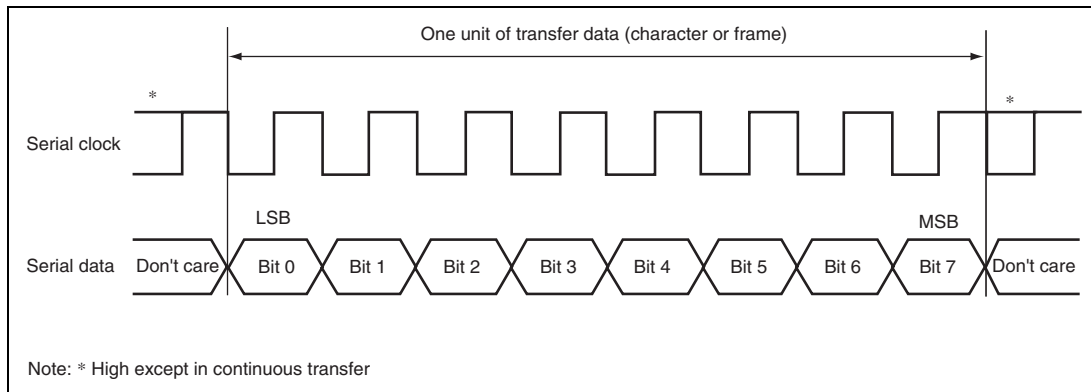 One unit of transfer data (character or frame)
* *
Serial clock
LSB MSB
Serial data Don't care Bit 0 Bit 1 Bit 2 Bit 3 Bit 4 Bit 5 Bit 6 Bit 7 Don't care
Note: * High except in continuous transfer